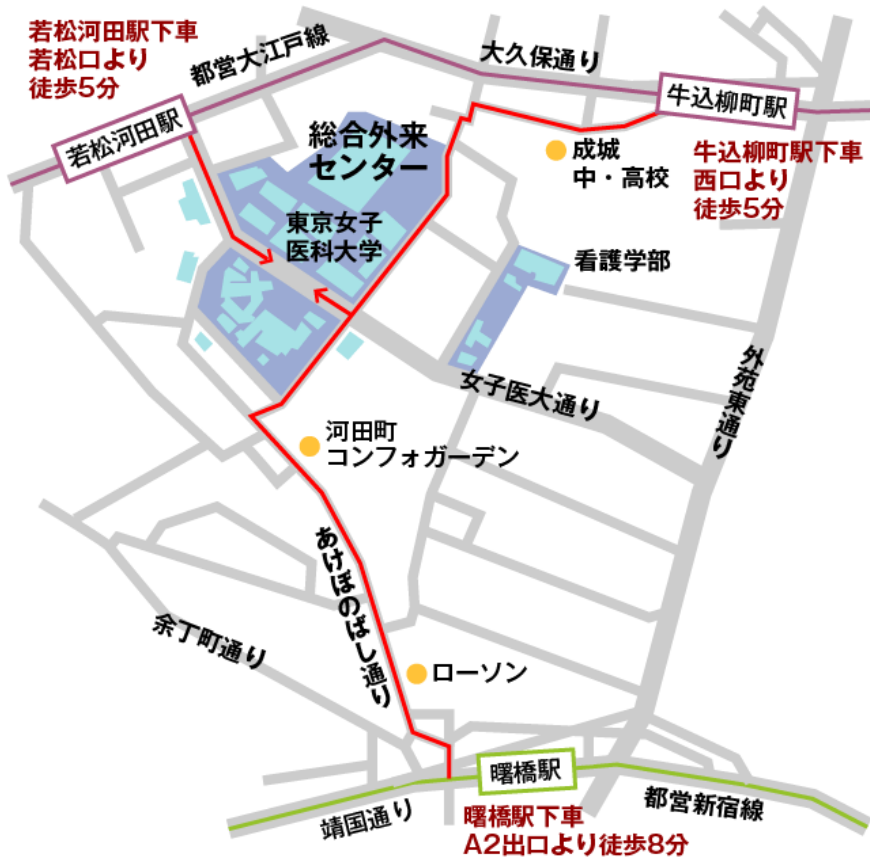 若松河田駅下車
若松口より
徒歩5分
都営大江戸線
大久保通り
若松河田駅
牛込柳町駅
総合外来
センター
成城
中・高校
牛込柳町駅下車
西口より
徒歩5分
東京女子
医科大学
看護学部
外苑東通り
女子医大通り
河田町
コンフォガーデン
あけぼのばし通り
余丁町通り
ローソン
曙橋駅
靖国通り
都営新宿線
曙橋駅下車
A2出口より徒歩8分